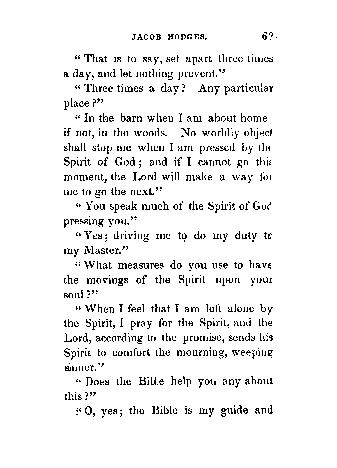 JACOB HODGES. 67
“ That is to say, set apart three times
a day, and let nothing prevent.”
“ Three times a day? Any particular
place ?”
“ In the barn when I am about home
if not, in the woods. No worldly object
shall stop me when I am pressed by the
Spirit of God; and if I cannot go this
moment, the Lord will make a way for
me to go the next.”
“ You speak much of the Spirit of God
pressing you.”
“ Yes; driving me to do my duty to
my Master.”
“ What measures do you use to have
the movings of the Spirit upon your
soul ?”
“ When I feel that I am left alone by
the Spirit, I pray for the Spirit, and the
Lord, according to the promise, sends his
Spirit to comfort the mourning, weeping
sinner.”
“ Does the Bible help you any about
this ?”
“ O, yes; the Bible is my guide and